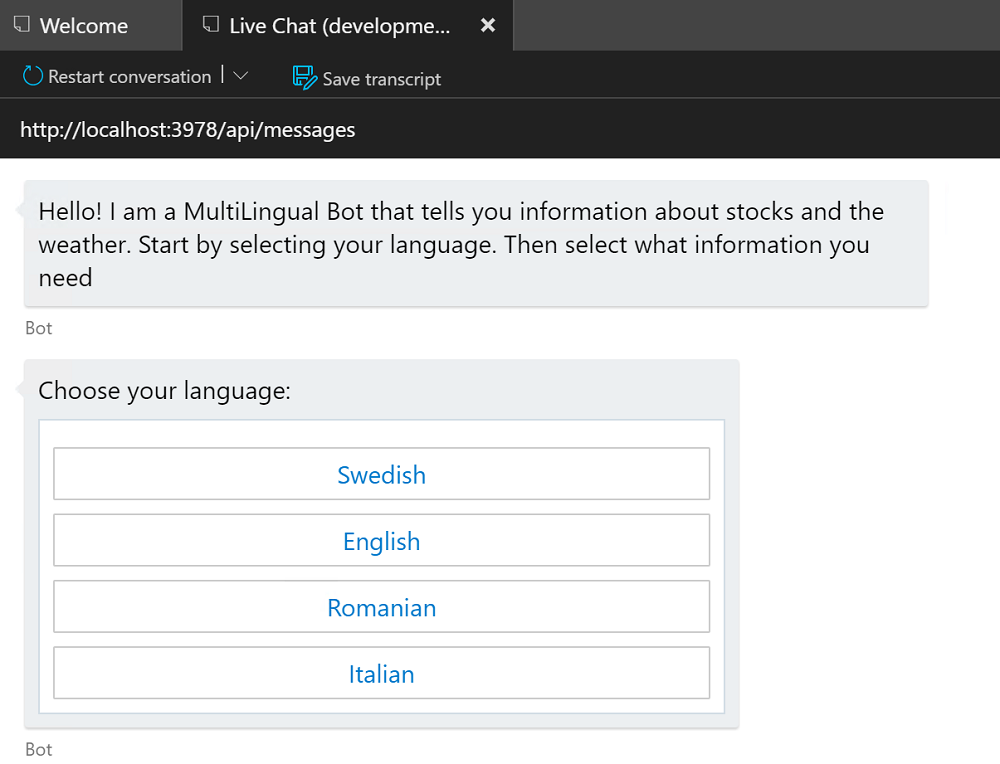 Welcome
Live Chat (developme...
Restart conversation
Save transcript
http://localhost:3978/api/messages
Hello! I am a MultiLingual Bot that tells you information about stocks and the
weather. Start by selecting your language. Then select what information you
need
Bot
Choose your language:
Swedish
English
Romanian
Italian
Bot